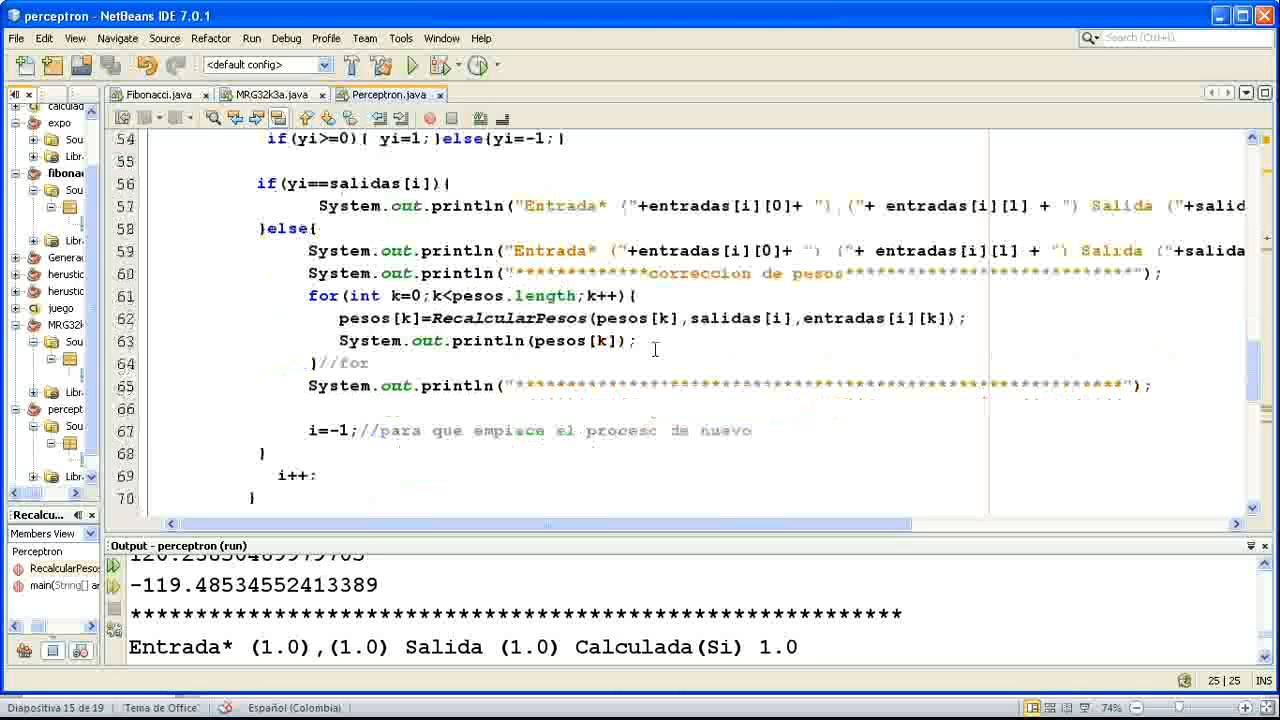 perceptron - NetBeans IDE 7.0.1
File Edit View Navigate Source Refactor Run Debug Profile Team Tools Window Help
Search (Ctrl+I)
<default config>
Fibonacci.java MRG32k3a.java Perceptron.java
calculad
expo
Sou
Libr
fibona
Sou
Libr
Genera
herustic
herustic
juego
MRG32
Sou
Libr
percept
Sou
Libr
54 if(yi>=0){ yi=1;}else{yi=-1;}
55
56 if(yi==salidas[i]){
57 System.out.println("Entrada* ("+entradas[i][0]+ ") ("+ entradas[i][1] + ") Salida ("+salid
58 }else{
59 System.out.println("Entrada* ("+entradas[i][0]+ ") ("+ entradas[i][1] + ") Salida ("+salida
60 System.out.println("*************correccion de pesos****************************");
61 for(int k=0;k<pesos.length;k++){
62 pesos[k]=RecalcularPesos(pesos[k],salidas[i],entradas[i][k]);
63 System.out.println(pesos[k]);
64 }//for
65 System.out.println("***********************************************************");
66
67 i=-1;//para que empiece el proceso de nuevo
68 }
69 i++;
70 }
Recalcu...
Members View
Perceptron
RecalcularPeso
main(String[] ar
Output - perceptron (run)
-119.48534552413389
***********************************************************
Entrada* (1.0),(1.0) Salida (1.0) Calculada(Si) 1.0
25 | 25 INS
Diapositiva 15 de 19 "Tema de Office" Español (Colombia) 74%